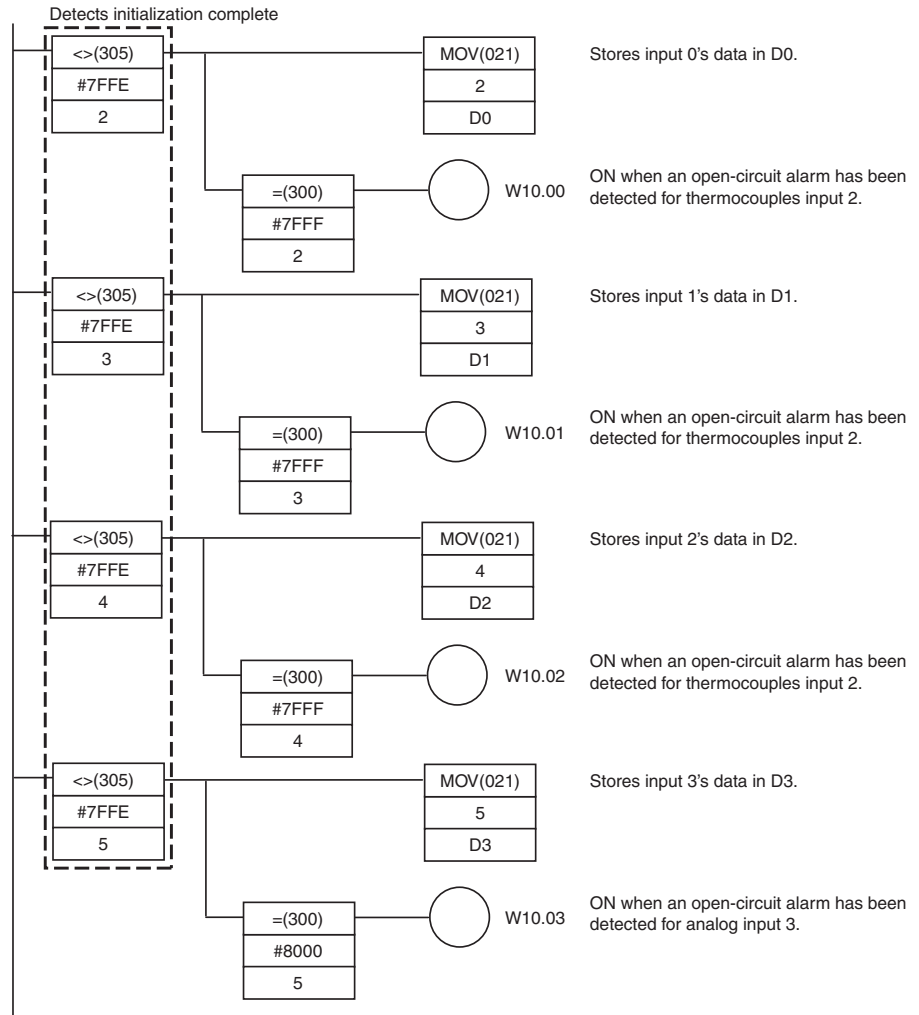 Detects initialization complete
<>(305)
#7FFE
2
MOV(021)
2
D0
Stores input 0's data in D0.
=(300)
#7FFF
2
W10.00
ON when an open-circuit alarm has been
detected for thermocouples input 2.
<>(305)
#7FFE
3
MOV(021)
3
D1
Stores input 1's data in D1.
=(300)
#7FFF
3
W10.01
ON when an open-circuit alarm has been
detected for thermocouples input 2.
<>(305)
#7FFE
4
MOV(021)
4
D2
Stores input 2's data in D2.
=(300)
#7FFF
4
W10.02
ON when an open-circuit alarm has been
detected for thermocouples input 2.
<>(305)
#7FFE
5
MOV(021)
5
D3
Stores input 3's data in D3.
=(300)
#8000
5
W10.03
ON when an open-circuit alarm has been
detected for analog input 3.